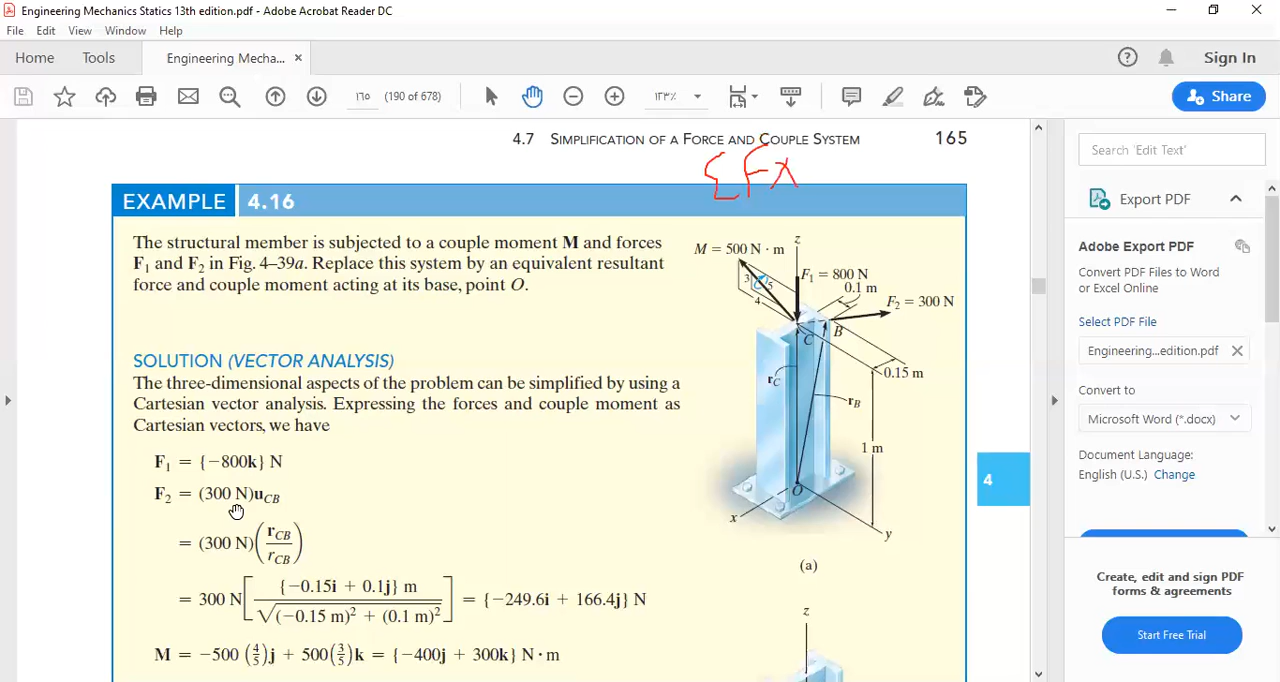 Engineering Mechanics Statics 13th edition.pdf - Adobe Acrobat Reader DC
File Edit View Window Help
Home Tools Engineering Mecha... ×
Sign In
١٦٥ (190 of 678)
١٢٣٪
Share
4.7 SIMPLIFICATION OF A FORCE AND COUPLE SYSTEM 165
ΣFx
EXAMPLE 4.16
The structural member is subjected to a couple moment M and forces
F₁ and F₂ in Fig. 4–39a. Replace this system by an equivalent resultant
force and couple moment acting at its base, point O.
SOLUTION (VECTOR ANALYSIS)
The three-dimensional aspects of the problem can be simplified by using a
Cartesian vector analysis. Expressing the forces and couple moment as
Cartesian vectors, we have
F₁ = {−800k} N
F₂ = (300 N)u_CB
= (300 N)(r_CB / r_CB)
= 300 N[{−0.15i + 0.1j} m / √((−0.15 m)² + (0.1 m)²)] = {−249.6i + 166.4j} N
M = −500 (4/5)j + 500(3/5)k = {−400j + 300k} N · m
M = 500 N · m
z
F₁ = 800 N
0.1 m
F₂ = 300 N
3
5
4
C
B
0.15 m
r_C
r_B
1 m
O
x
y
(a)
z
4
Search 'Edit Text'
Export PDF
Adobe Export PDF
Convert PDF Files to Word
or Excel Online
Select PDF File
Engineering...edition.pdf ×
Convert to
Microsoft Word (*.docx)
Document Language:
English (U.S.) Change
Create, edit and sign PDF
forms & agreements
Start Free Trial